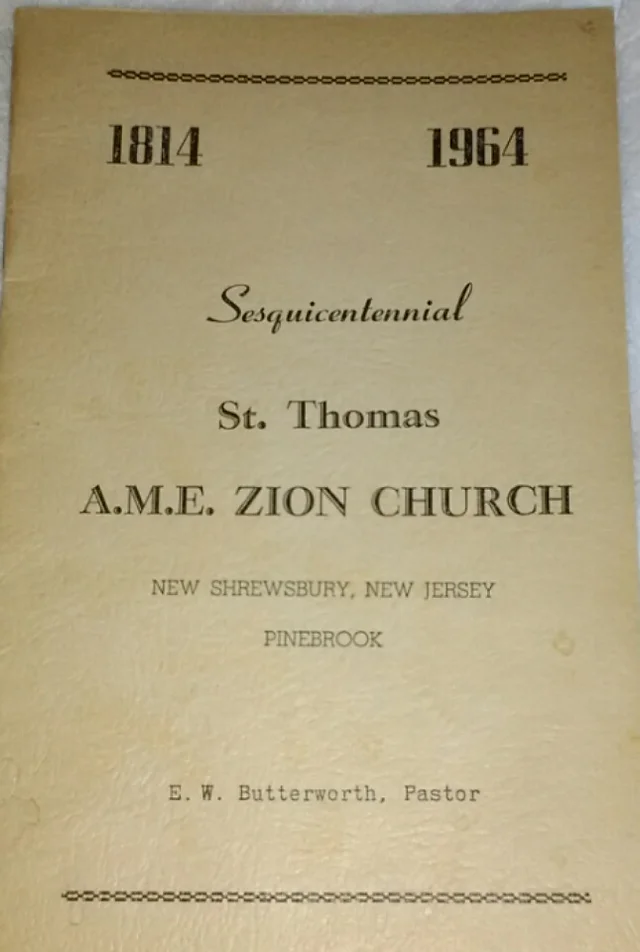 1814 1964
Sesquicentennial
St. Thomas
A.M.E. ZION CHURCH
NEW SHREWSBURY, NEW JERSEY
PINEBROOK
E. W. Butterworth, Pastor